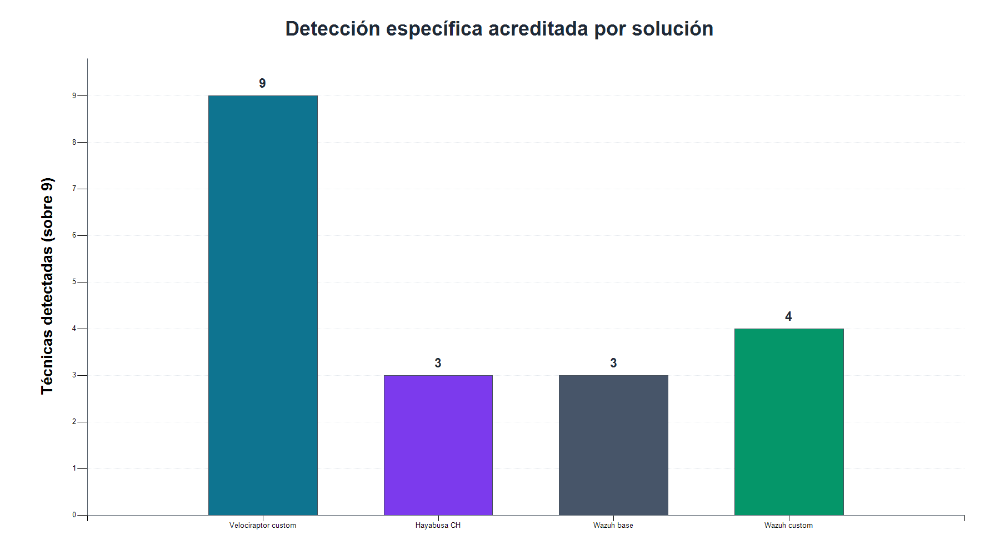 Detección específica acreditada por solución
Técnicas detectadas (sobre 9)
9
8
7
6
5
4
3
2
1
0
9
3
3
4
Velociraptor custom
Hayabusa CH
Wazuh base
Wazuh custom